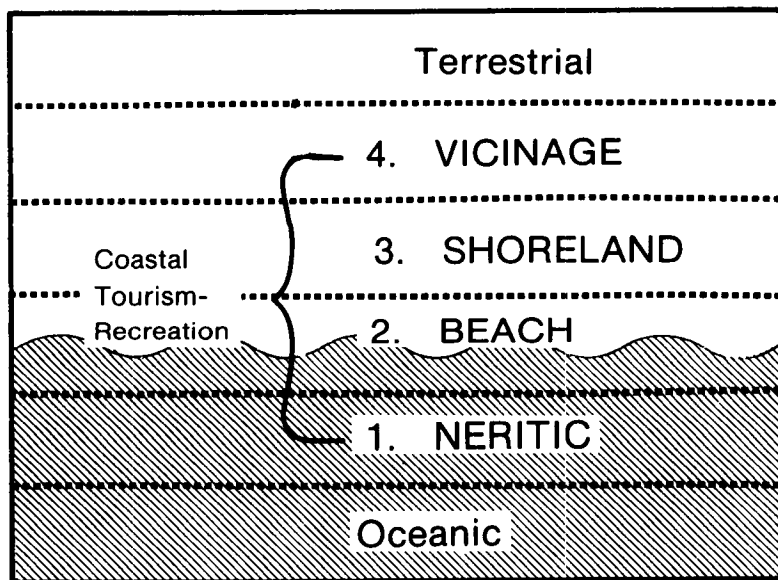 Terrestrial
4. VICINAGE
3. SHORELAND
Coastal
Tourism-
Recreation
2. BEACH
1. NERITIC
Oceanic